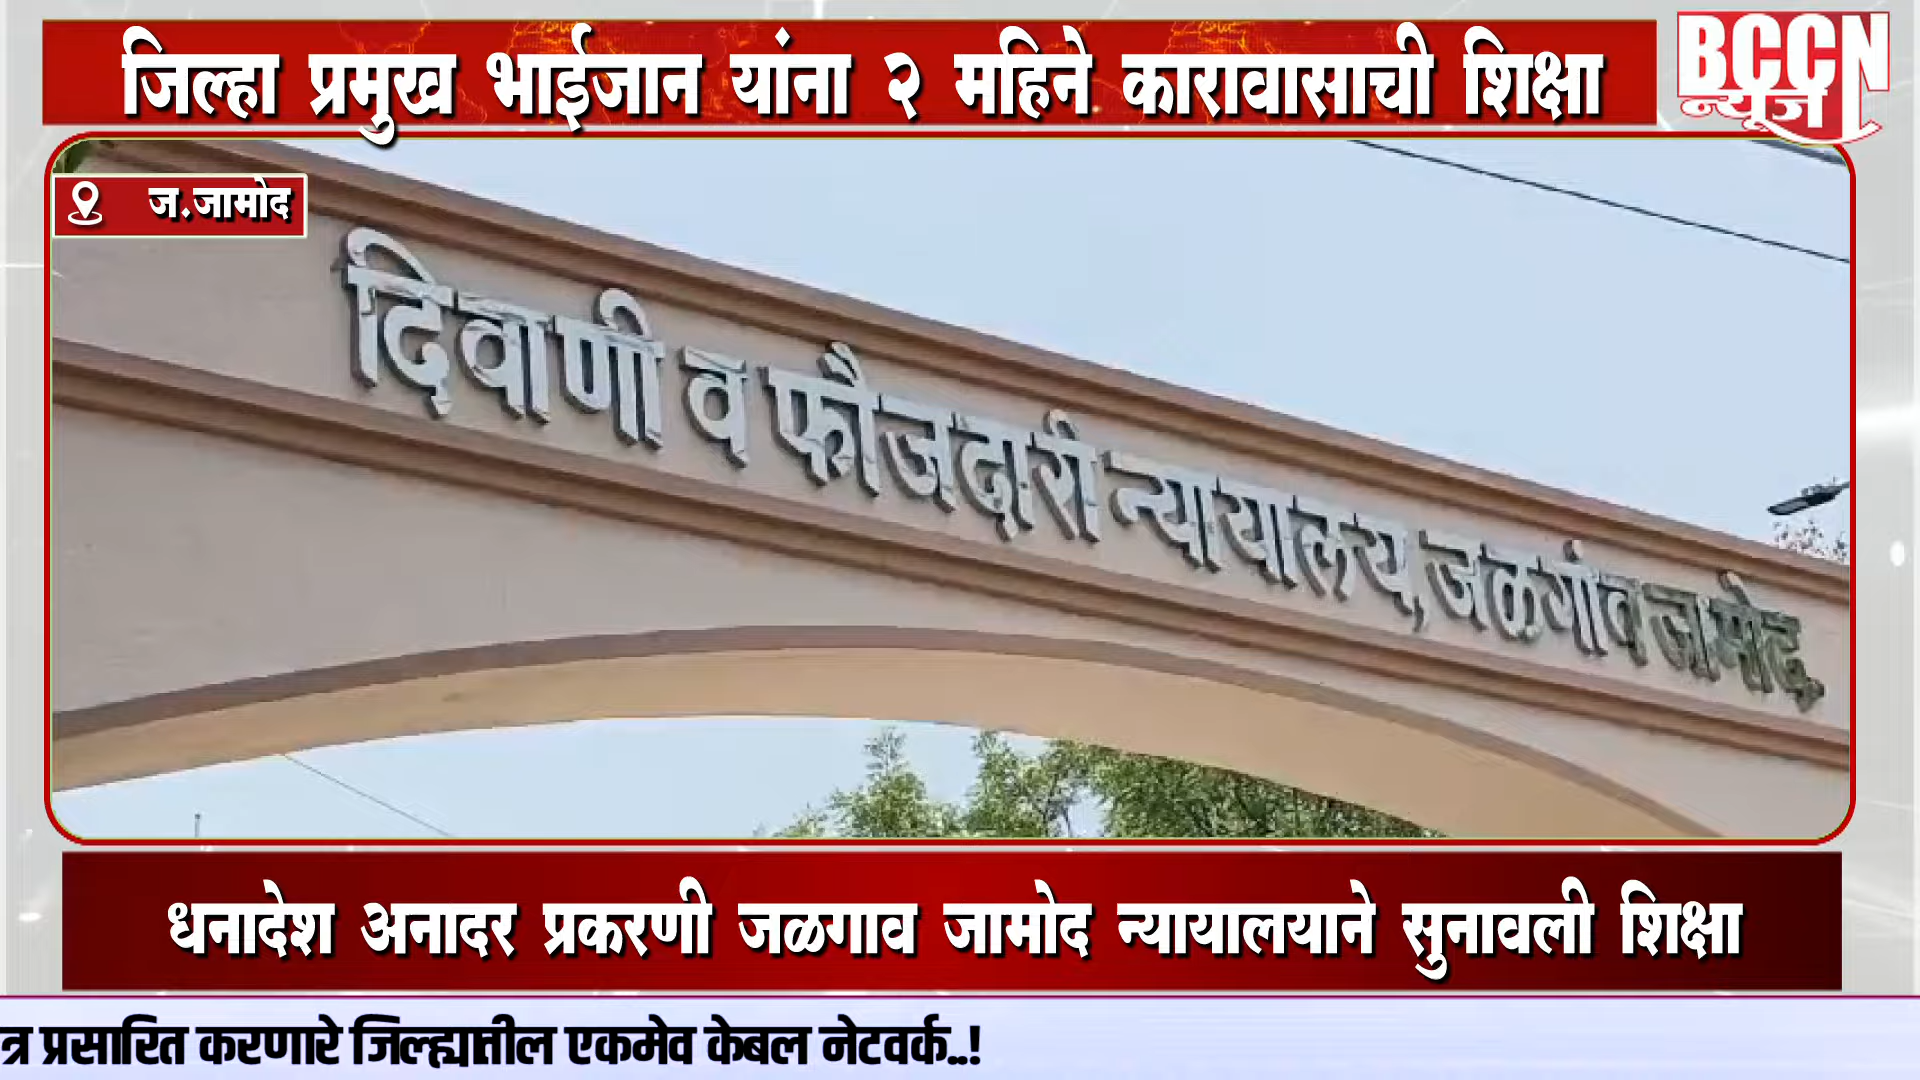 जिल्हा प्रमुख भाईजान यांना २ महिने कारावासाची शिक्षा
BCCN
न्यूज
ज.जामोद
दिवाणी व फौजदारी न्यायालय, जळगांव जामोद.
धनादेश अनादर प्रकरणी जळगाव जामोद न्यायालयाने सुनावली शिक्षा
त्र प्रसारित करणारे जिल्ह्यातील एकमेव केबल नेटवर्क..!